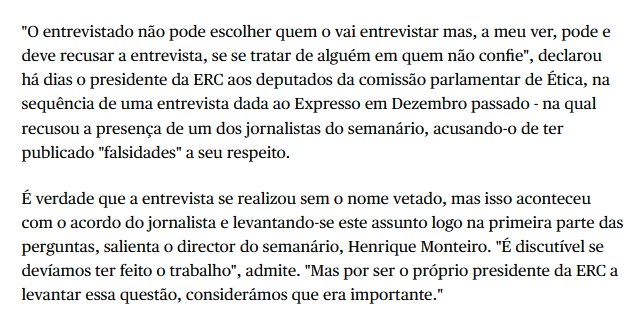 "O entrevistado não pode escolher quem o vai entrevistar mas, a meu ver, pode e
deve recusar a entrevista, se se tratar de alguém em quem não confie", declarou
há dias o presidente da ERC aos deputados da comissão parlamentar de Ética, na
sequência de uma entrevista dada ao Expresso em Dezembro passado - na qual
recusou a presença de um dos jornalistas do semanário, acusando-o de ter
publicado "falsidades" a seu respeito.
É verdade que a entrevista se realizou sem o nome vetado, mas isso aconteceu
com o acordo do jornalista e levantando-se este assunto logo na primeira parte das
perguntas, salienta o director do semanário, Henrique Monteiro. "É discutível se
devíamos ter feito o trabalho", admite. "Mas por ser o próprio presidente da ERC a
levantar essa questão, considerámos que era importante."